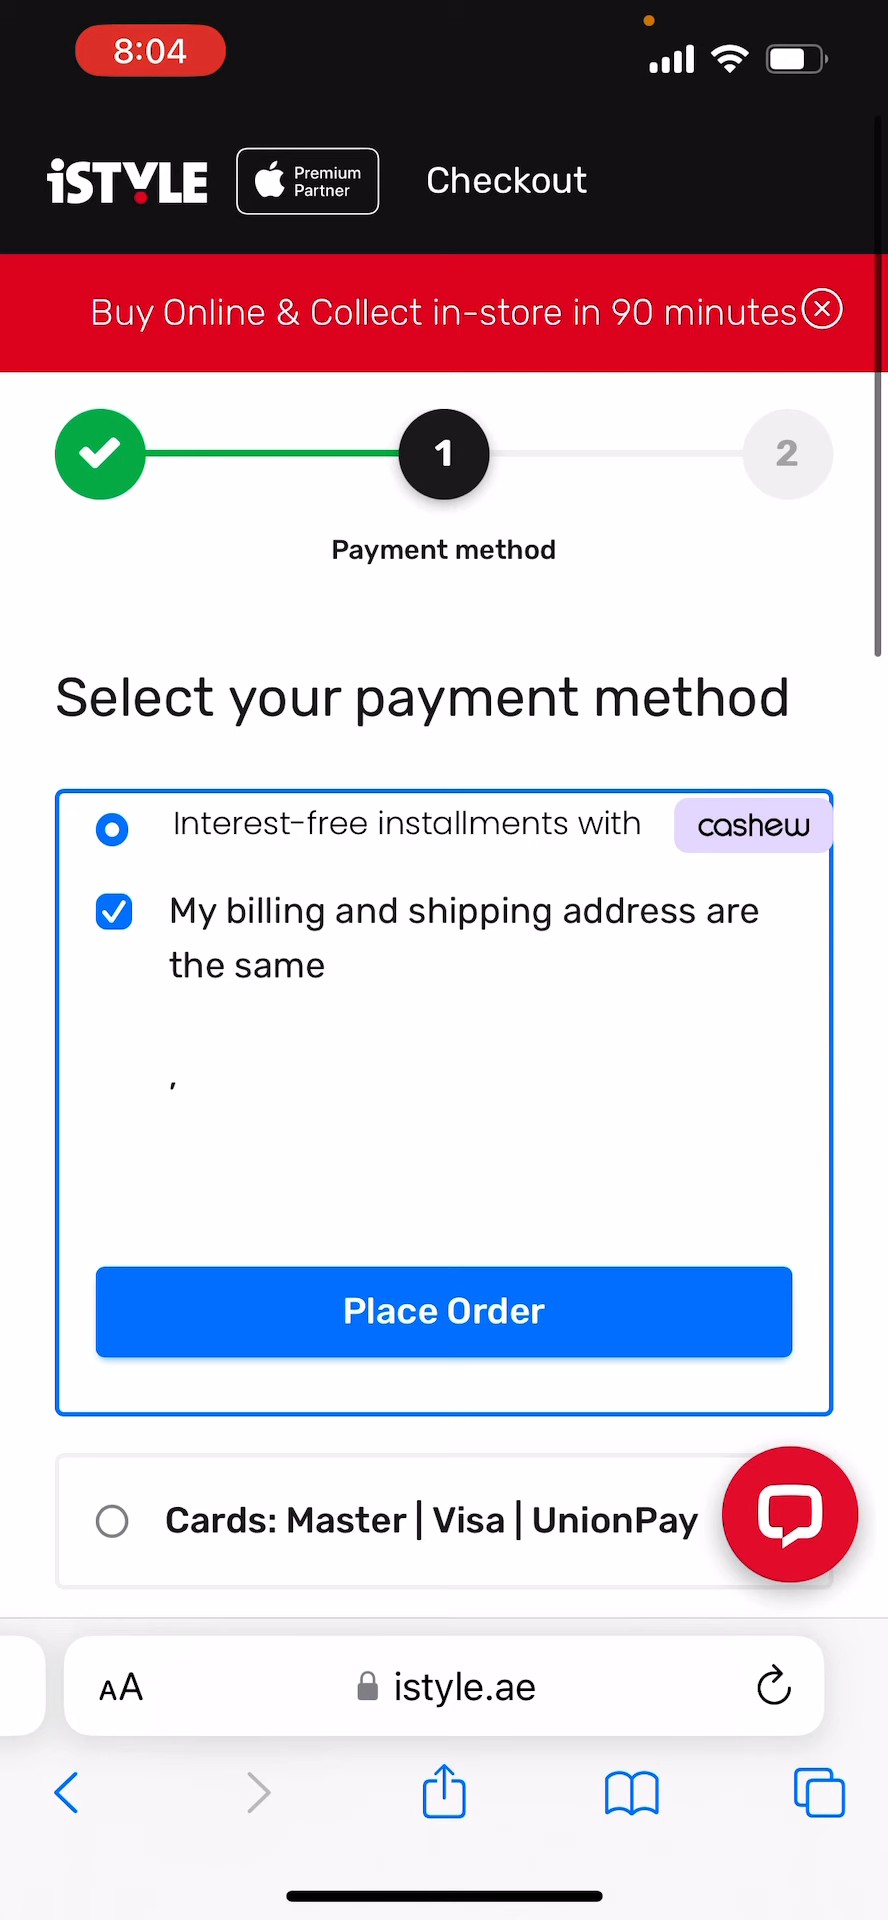 8:04
iSTYLE
Premium
Partner
Checkout
Buy Online & Collect in-store in 90 minutes
1
2
Payment method
Select your payment method
Interest-free installments with cashew
My billing and shipping address are
the same
,
Place Order
Cards: Master | Visa | UnionPay
AA
istyle.ae